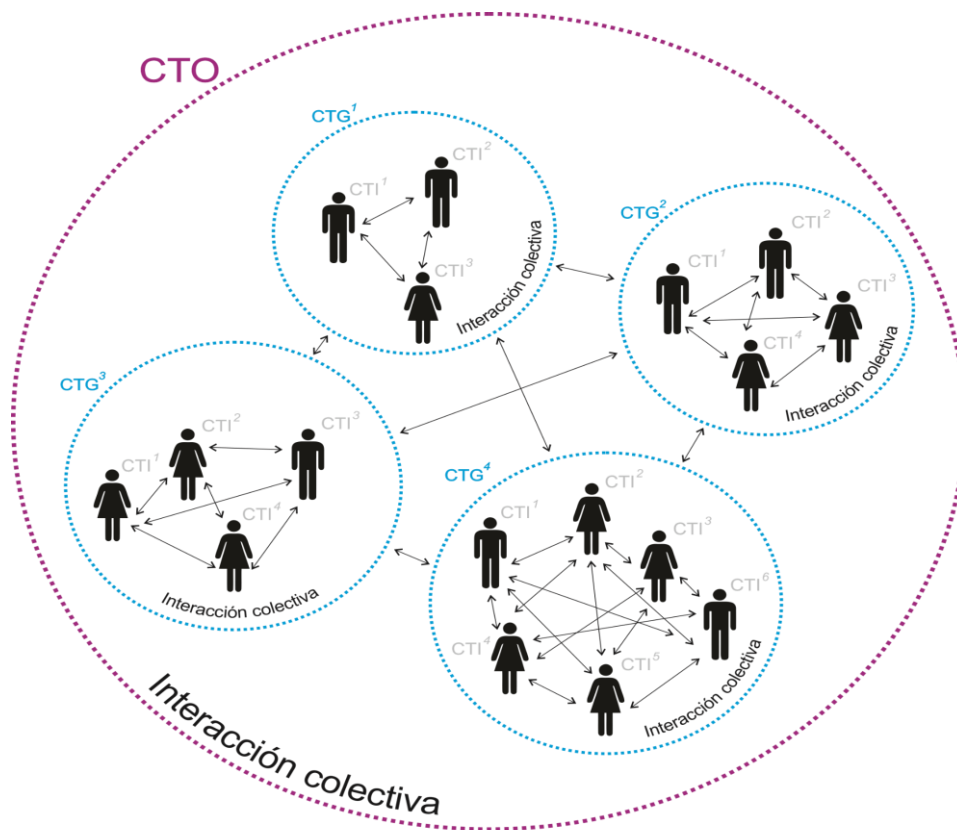 CTO
CTG¹
CTI¹
CTI²
CTI³
Interacción colectiva
CTG²
CTI¹
CTI²
CTI³
CTI⁴
Interacción colectiva
CTG³
CTI¹
CTI²
CTI³
CTI⁴
Interacción colectiva
CTG⁴
CTI¹
CTI²
CTI³
CTI⁴
CTI⁵
CTI⁶
Interacción colectiva
Interacción colectiva